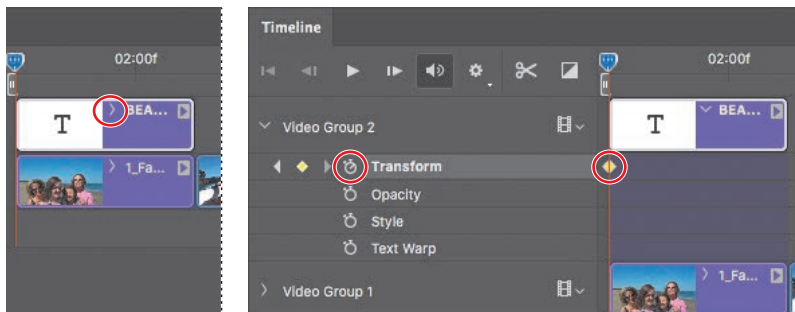 02:00f
T
BEA...
1_Fa...
Timeline
02:00f
Video Group 2
T
BEA...
Transform
Opacity
Style
Text Warp
Video Group 1
1_Fa...